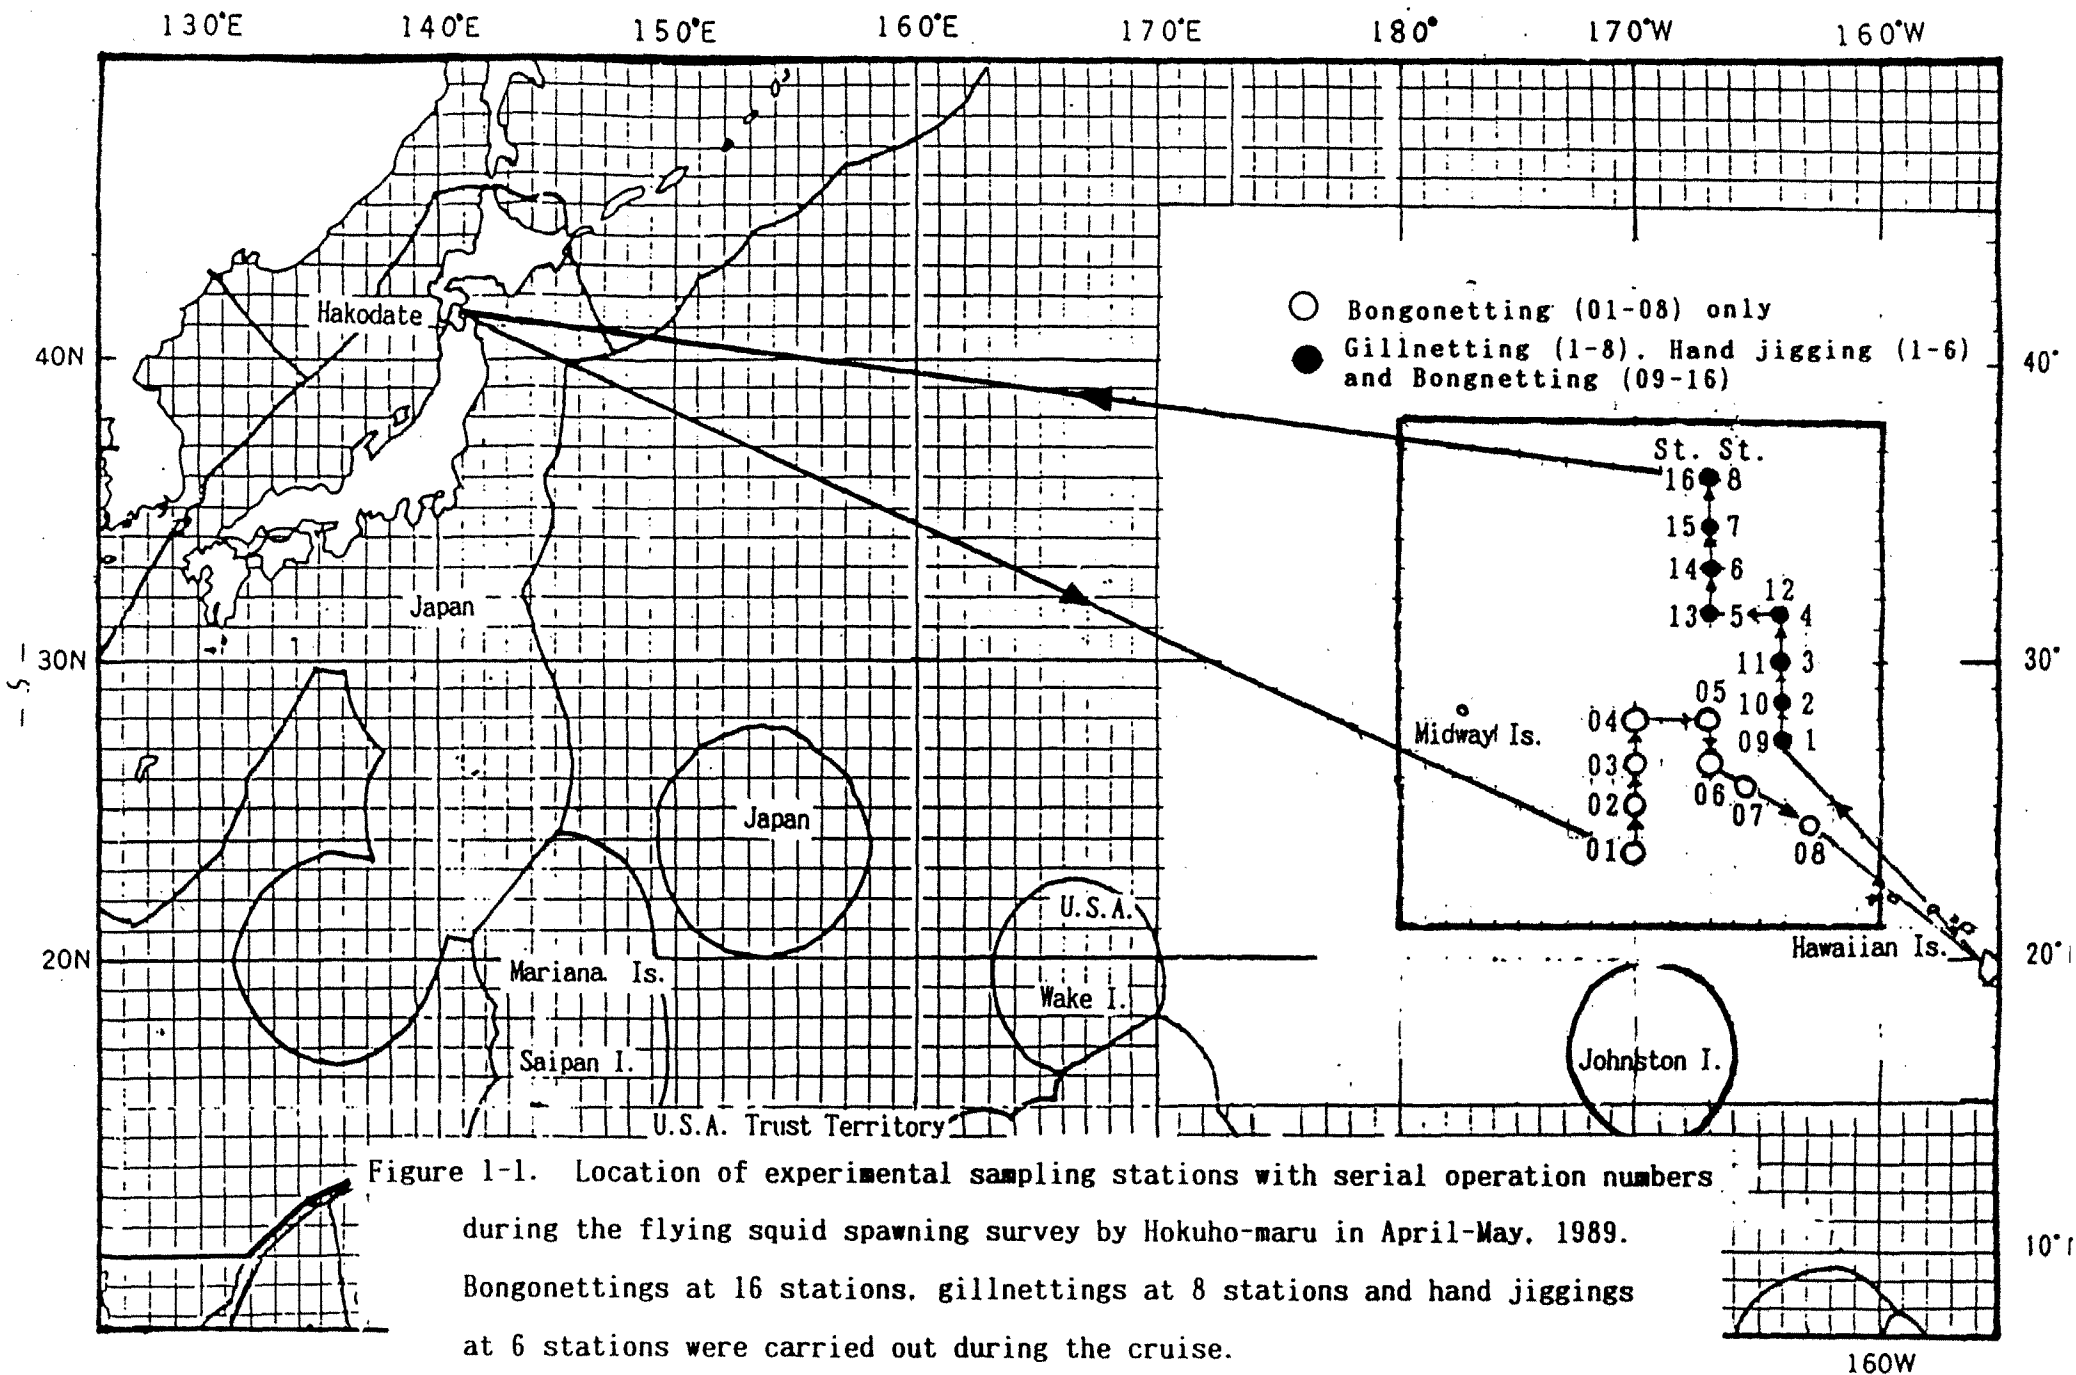 130°E 140°E 150°E 160°E 170°E 180° 170°W 160°W
Hakodate
Bongonetting (01-08) only
Gillnetting (1-8). Hand jigging (1-6)
and Bongnetting (09-16)
40N 40°
St. St.
16 8
15 7
14 6
12
13 5 4
Japan
30N 11 3 30°
- 5 -
05 10 2
04
Midway Is. 09 1
03
02 06 07
Japan
01 08
U.S.A.
20N Mariana Is. Hawaiian Is. 20°
Wake I.
Saipan I. Johnston I.
U.S.A. Trust Territory
Figure 1-1. Location of experimental sampling stations with serial operation numbers
during the flying squid spawning survey by Hokuho-maru in April-May. 1989.
10°
Bongonettings at 16 stations. gillnettings at 8 stations and hand jiggings
at 6 stations were carried out during the cruise.
160W